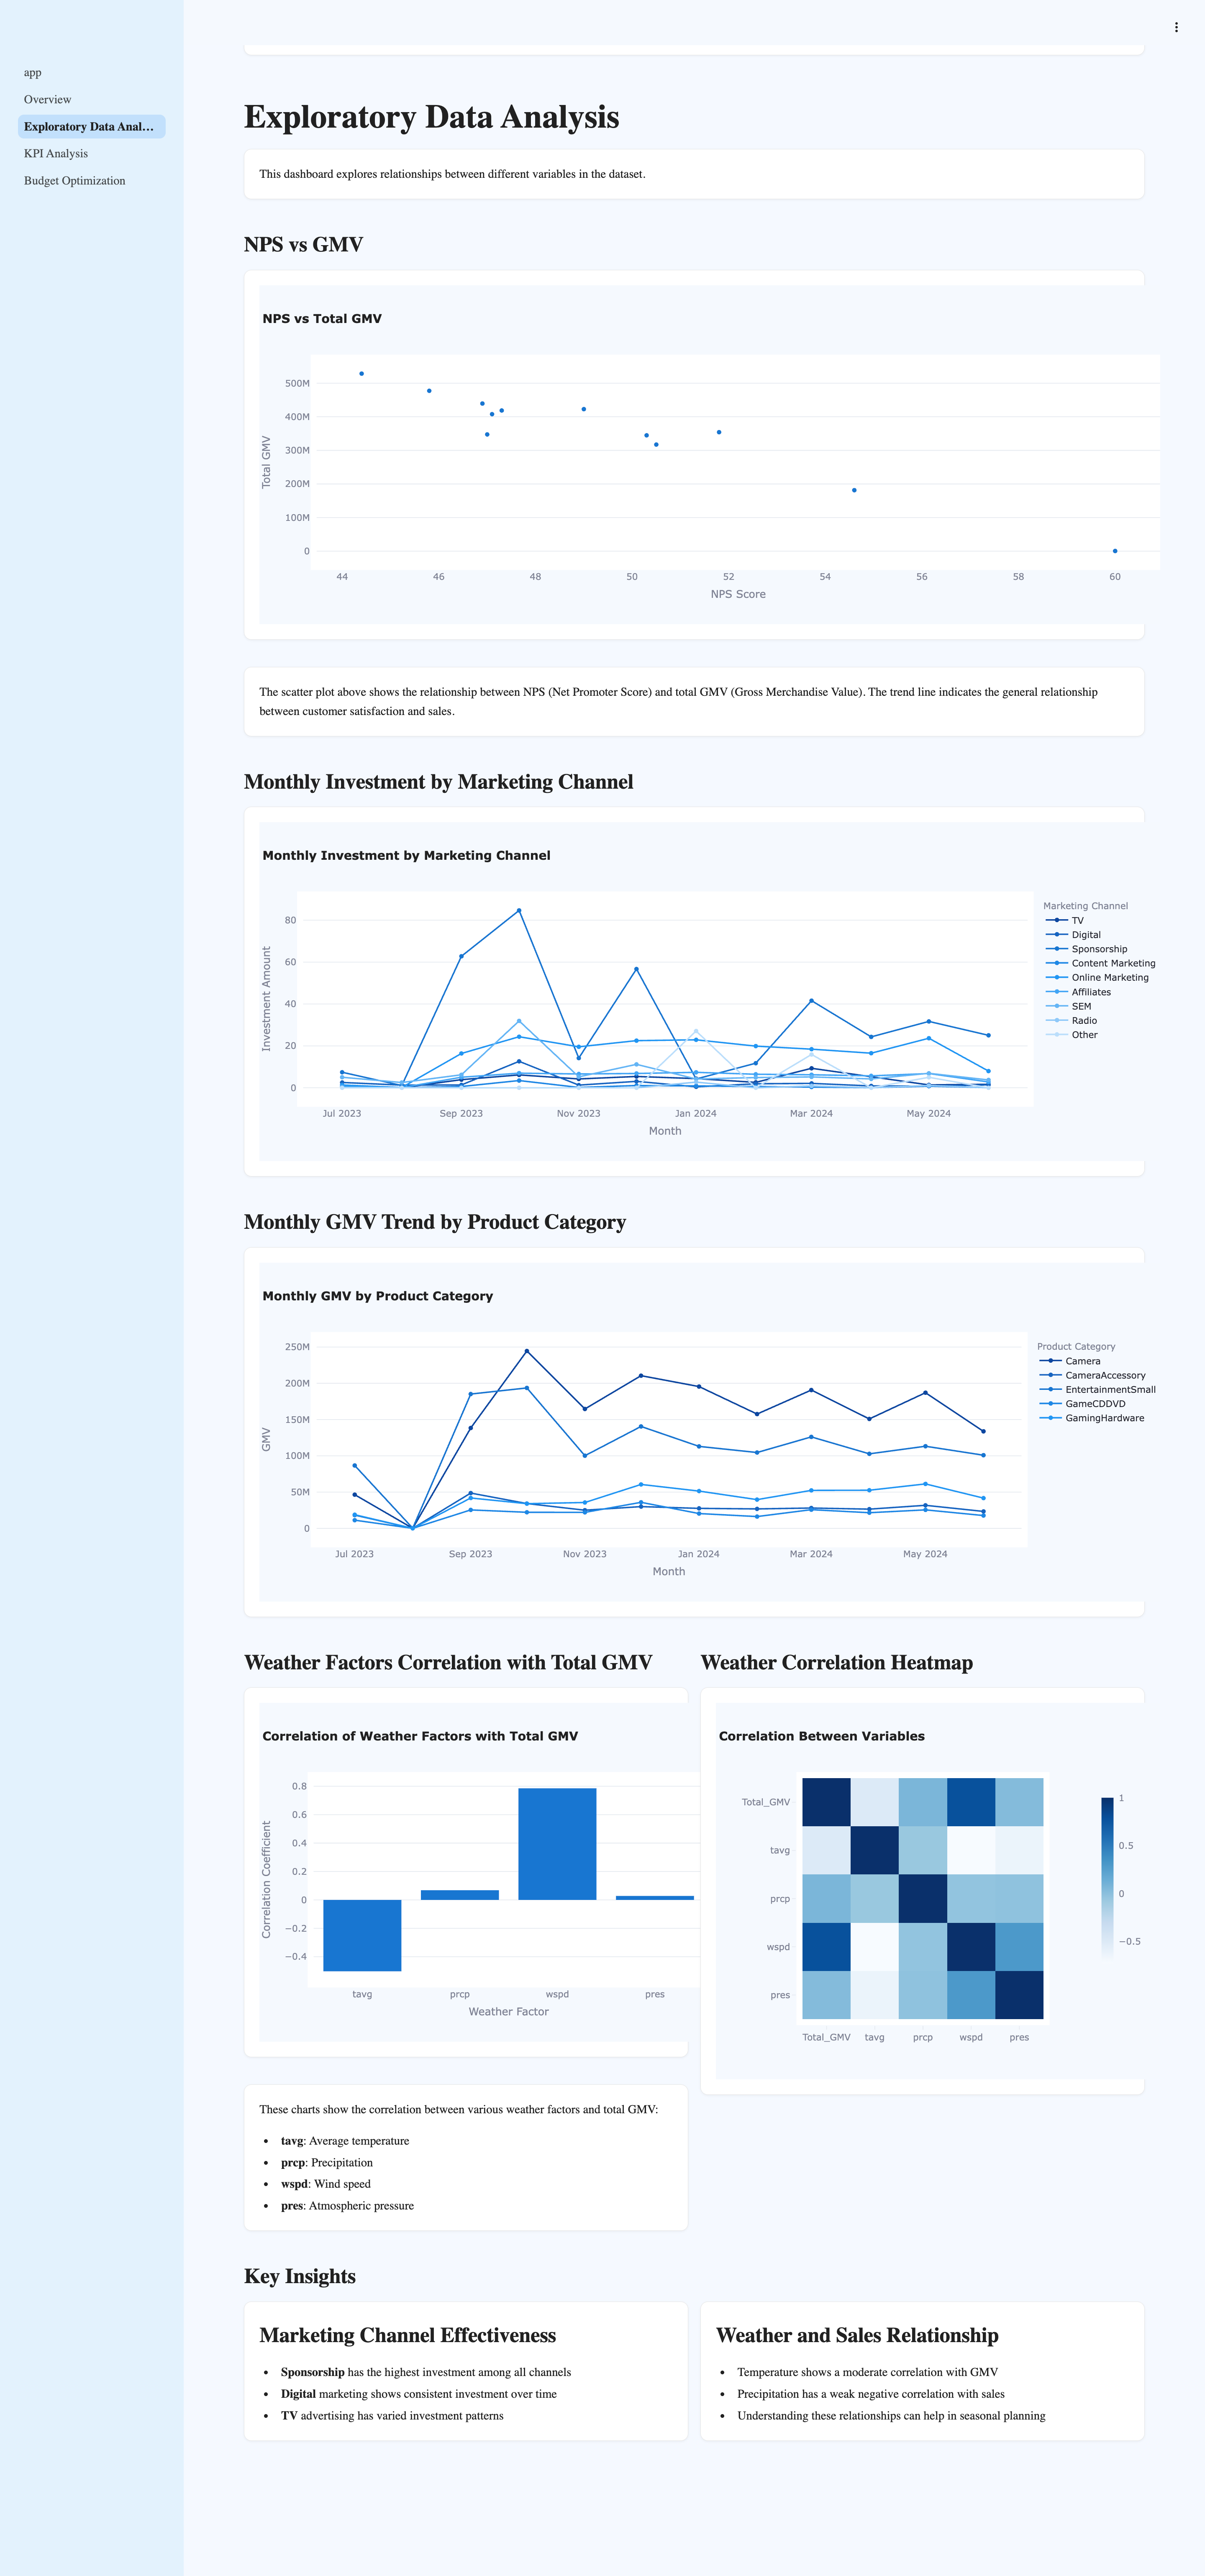 app
Overview
Exploratory Data Anal...
KPI Analysis
Budget Optimization
Exploratory Data Analysis
This dashboard explores relationships between different variables in the dataset.
NPS vs GMV
NPS vs Total GMV
Total GMV
500M
400M
300M
200M
100M
0
44 46 48 50 52 54 56 58 60
NPS Score
The scatter plot above shows the relationship between NPS (Net Promoter Score) and total GMV (Gross Merchandise Value). The trend line indicates the general relationship
between customer satisfaction and sales.
Monthly Investment by Marketing Channel
Monthly Investment by Marketing Channel
Investment Amount
80
60
40
20
0
Jul 2023 Sep 2023 Nov 2023 Jan 2024 Mar 2024 May 2024
Month
Marketing Channel
TV
Digital
Sponsorship
Content Marketing
Online Marketing
Affiliates
SEM
Radio
Other
Monthly GMV Trend by Product Category
Monthly GMV by Product Category
GMV
250M
200M
150M
100M
50M
0
Jul 2023 Sep 2023 Nov 2023 Jan 2024 Mar 2024 May 2024
Month
Product Category
Camera
CameraAccessory
EntertainmentSmall
GameCDDVD
GamingHardware
Weather Factors Correlation with Total GMV
Correlation of Weather Factors with Total GMV
Correlation Coefficient
0.8
0.6
0.4
0.2
0
−0.2
−0.4
tavg prcp wspd pres
Weather Factor
These charts show the correlation between various weather factors and total GMV:
• tavg: Average temperature
• prcp: Precipitation
• wspd: Wind speed
• pres: Atmospheric pressure
Weather Correlation Heatmap
Correlation Between Variables
Total_GMV
tavg
prcp
wspd
pres
Total_GMV tavg prcp wspd pres
1
0.5
0
−0.5
Key Insights
Marketing Channel Effectiveness
• Sponsorship has the highest investment among all channels
• Digital marketing shows consistent investment over time
• TV advertising has varied investment patterns
Weather and Sales Relationship
• Temperature shows a moderate correlation with GMV
• Precipitation has a weak negative correlation with sales
• Understanding these relationships can help in seasonal planning